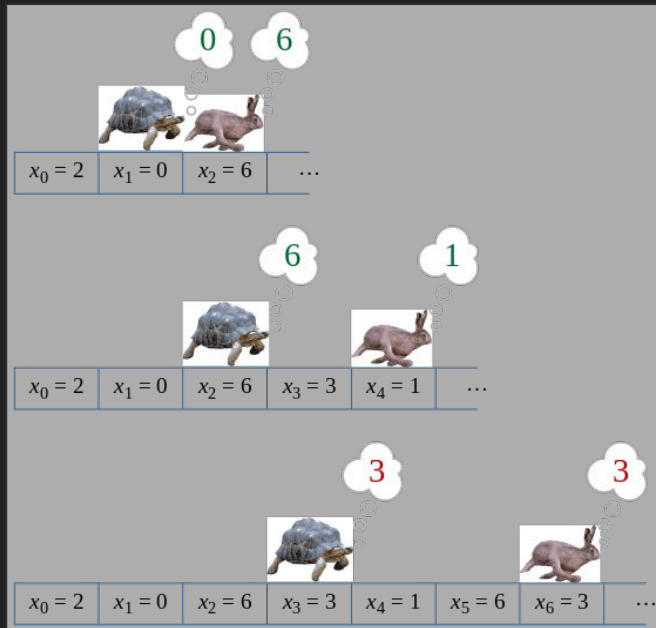 0 6
x₀ = 2 x₁ = 0 x₂ = 6 …
6 1
x₀ = 2 x₁ = 0 x₂ = 6 x₃ = 3 x₄ = 1 …
3 3
x₀ = 2 x₁ = 0 x₂ = 6 x₃ = 3 x₄ = 1 x₅ = 6 x₆ = 3 …